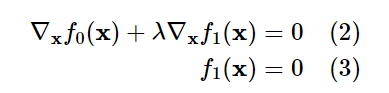 ∇ₓf₀(𝐱) + λ∇ₓf₁(𝐱) = 0 (2)
f₁(𝐱) = 0 (3)